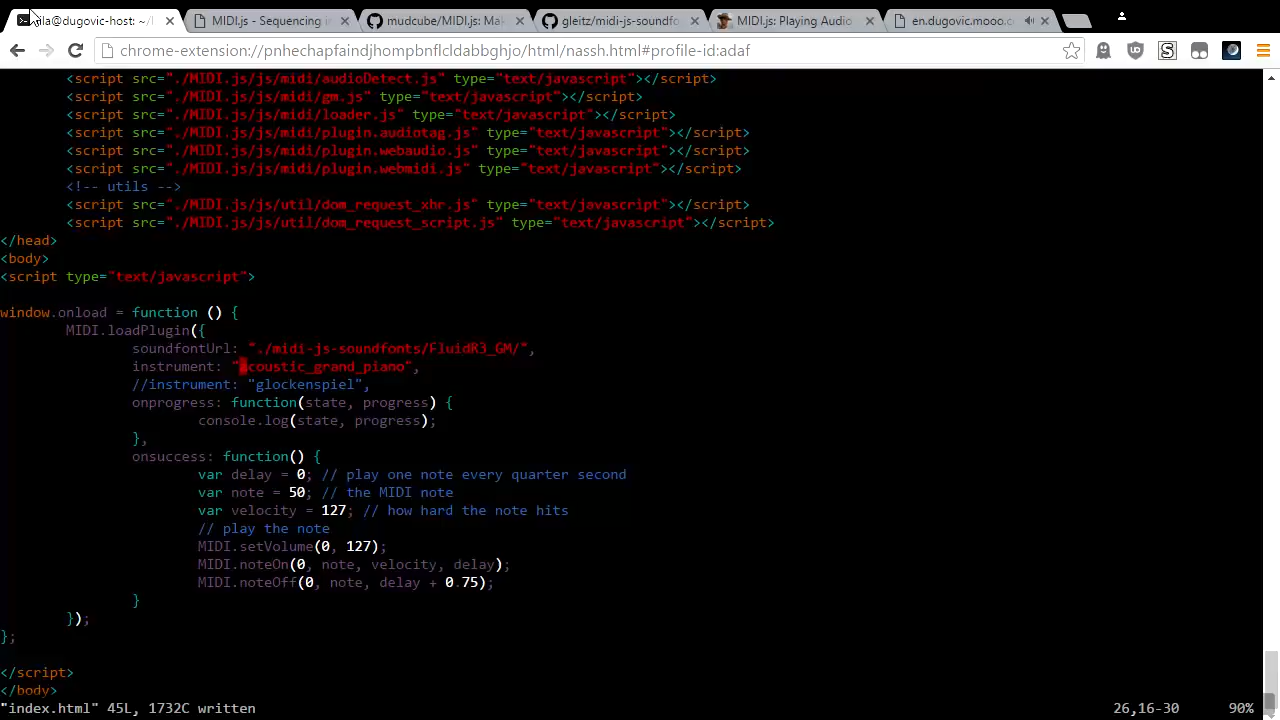 ila@dugovic-host: ~/l
MIDI.js - Sequencing in
mudcube/MIDI.js: Mak
gleitz/midi-js-soundfo
MIDI.js: Playing Audio
en.dugovic.mooo.c
chrome-extension://pnhechapfaindjhompbnflcldabbghjo/html/nassh.html#profile-id:adaf
<script src="./MIDI.js/js/midi/audioDetect.js" type="text/javascript"></script>
<script src="./MIDI.js/js/midi/gm.js" type="text/javascript"></script>
<script src="./MIDI.js/js/midi/loader.js" type="text/javascript"></script>
<script src="./MIDI.js/js/midi/plugin.audiotag.js" type="text/javascript"></script>
<script src="./MIDI.js/js/midi/plugin.webaudio.js" type="text/javascript"></script>
<script src="./MIDI.js/js/midi/plugin.webmidi.js" type="text/javascript"></script>
<!-- utils -->
<script src="./MIDI.js/js/util/dom_request_xhr.js" type="text/javascript"></script>
<script src="./MIDI.js/js/util/dom_request_script.js" type="text/javascript"></script>
</head>
<body>
<script type="text/javascript">
window.onload = function () {
MIDI.loadPlugin({
soundfontUrl: "./midi-js-soundfonts/FluidR3_GM/",
instrument: "acoustic_grand_piano",
//instrument: "glockenspiel",
onprogress: function(state, progress) {
console.log(state, progress);
},
onsuccess: function() {
var delay = 0; // play one note every quarter second
var note = 50; // the MIDI note
var velocity = 127; // how hard the note hits
// play the note
MIDI.setVolume(0, 127);
MIDI.noteOn(0, note, velocity, delay);
MIDI.noteOff(0, note, delay + 0.75);
}
});
};
</script>
</body>
"index.html" 45L, 1732C written 26,16-30 90%